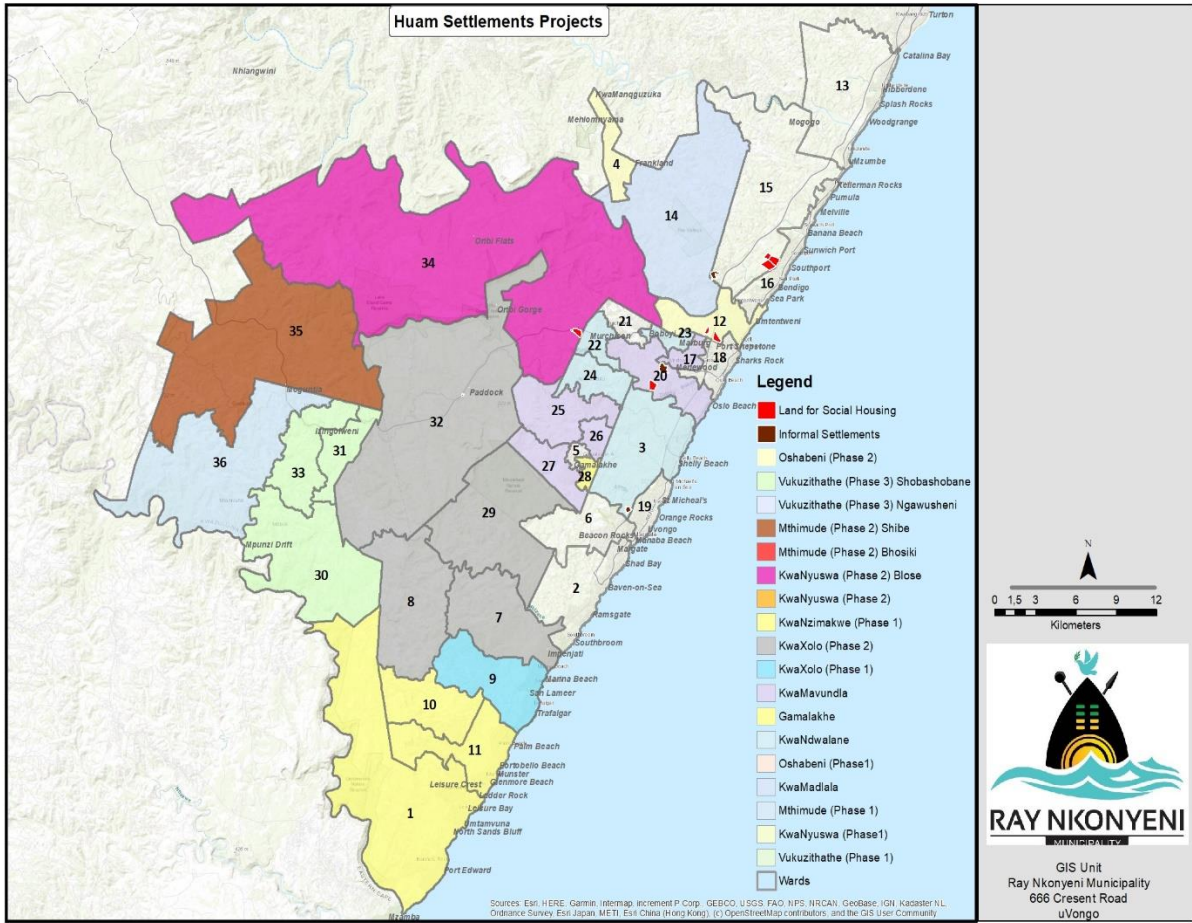 Huam Settlements Projects
Turton
Catalina Bay
Hibberdene
Splash Rocks
Woodgrange
13
Mogogo
Nhlangwini
KwaManqguzuka
Mehlomnyama
4
Frankland
Mzumbe
15
Kefferman Rocks
Pumula
Melville
14
Banana Beach
Sunwich Port
Southport
16
Bendigo
Sea Park
Umtentweni
Oribi Flats
34
Oribi Gorge
35
21
Murchison
Boboyi
23
12
Marburg
Port Shepstone
22
17
18
Sharks Rock
20
Marlewood
24
Oslo Beach
Paddock
25
32
26
3
Izingolweni
31
36
33
27
5
Gamalakhe
28
Shelly Beach
St Micheal's
19
Orange Rocks
Uvongo
29
6
Beacon Rocks
Manaba Beach
Margate
Shad Bay
Mpunzi Drift
2
Baven-on-Sea
30
8
7
Ramsgate
Southbroom
Impenjati
9
Marina Beach
San Lameer
Trafalgar
10
11
Palm Beach
Portobello Beach
Munster
Glenmore Beach
Leisure Crest
Ledder Rock
1
Leisure Bay
Umtamvuna
North Sands Bluff
Port Edward
Mzamba
Legend
Land for Social Housing
Informal Settlements
Oshabeni (Phase 2)
Vukuzithathe (Phase 3) Shobashobane
Vukuzithathe (Phase 3) Ngawusheni
Mthimude (Phase 2) Shibe
Mthimude (Phase 2) Bhosiki
KwaNyuswa (Phase 2) Blose
KwaNyuswa (Phase 2)
KwaNzimakwe (Phase 1)
KwaXolo (Phase 2)
KwaXolo (Phase 1)
KwaMavundla
Gamalakhe
KwaNdwalane
Oshabeni (Phase1)
KwaMadlala
Mthimude (Phase 1)
KwaNyuswa (Phase1)
Vukuzithathe (Phase 1)
Wards
Sources: Esri, HERE, Garmin, Intermap, increment P Corp., GEBCO, USGS, FAO, NPS, NRCAN, GeoBase, IGN, Kadaster NL,
Ordnance Survey, Esri Japan, METI, Esri China (Hong Kong), (c) OpenStreetMap contributors, and the GIS User Community
N
0 1,5 3 6 9 12
Kilometers
RAY NKONYENI
MUNICIPALITY
GIS Unit
Ray Nkonyeni Municipality
666 Cresent Road
uVongo